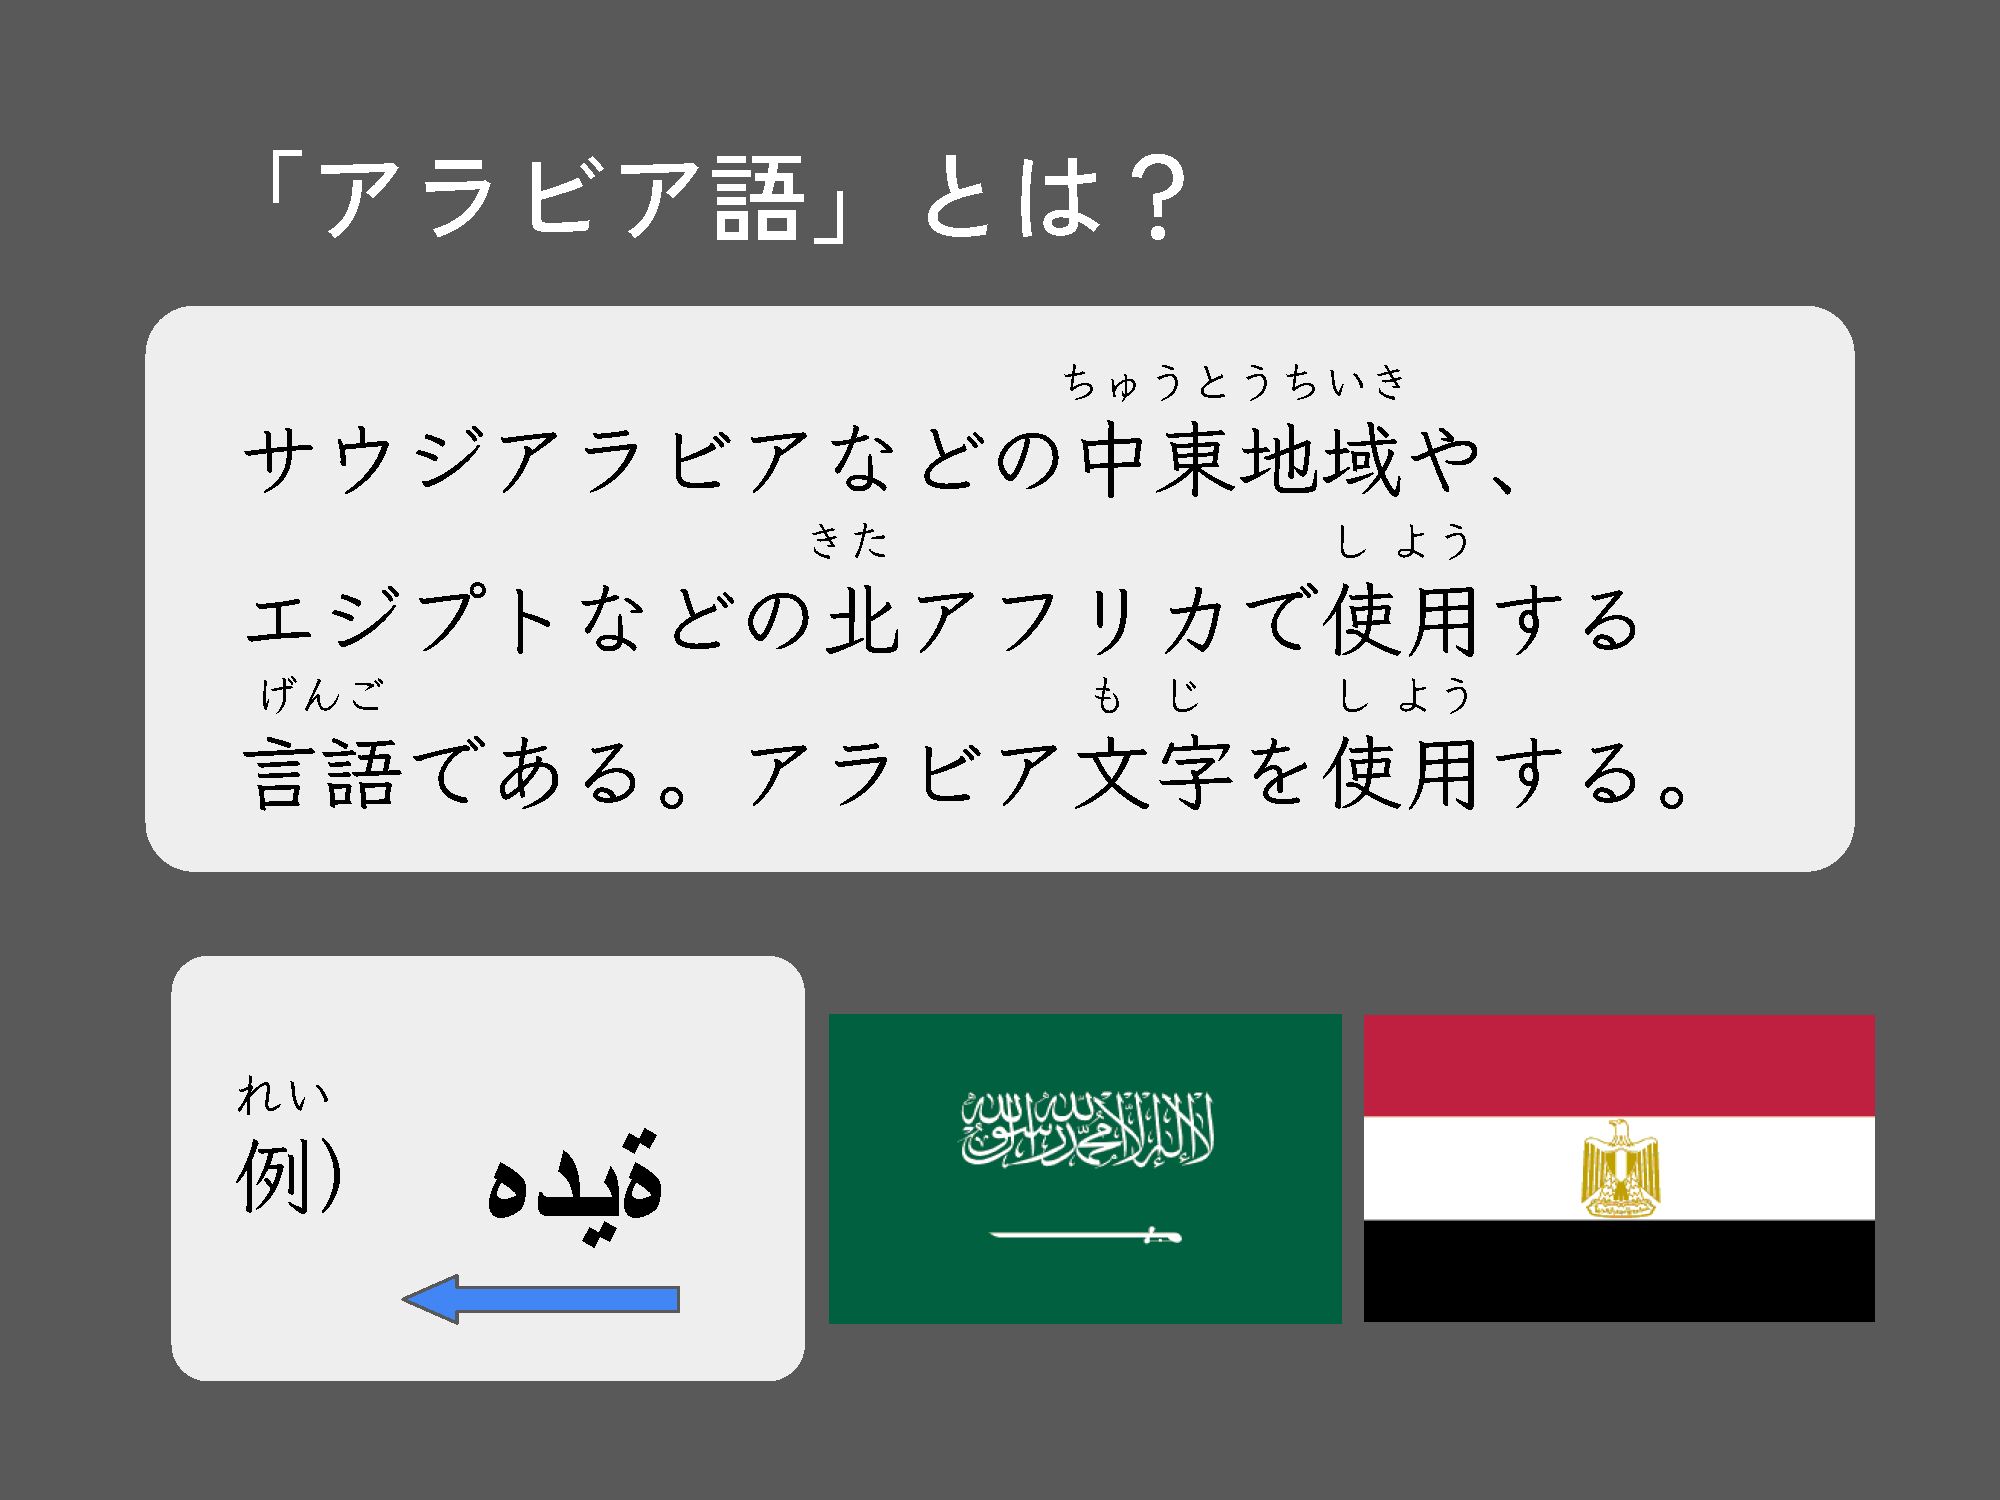 「アラビア語」とは？
ちゅうとうちいき
サウジアラビアなどの中東地域や、
きた しよう
エジプトなどの北アフリカで使用する
げんご もじ しよう
言語である。アラビア文字を使用する。
れい
例） ةيده
لا إله إلا الله محمد رسول الله